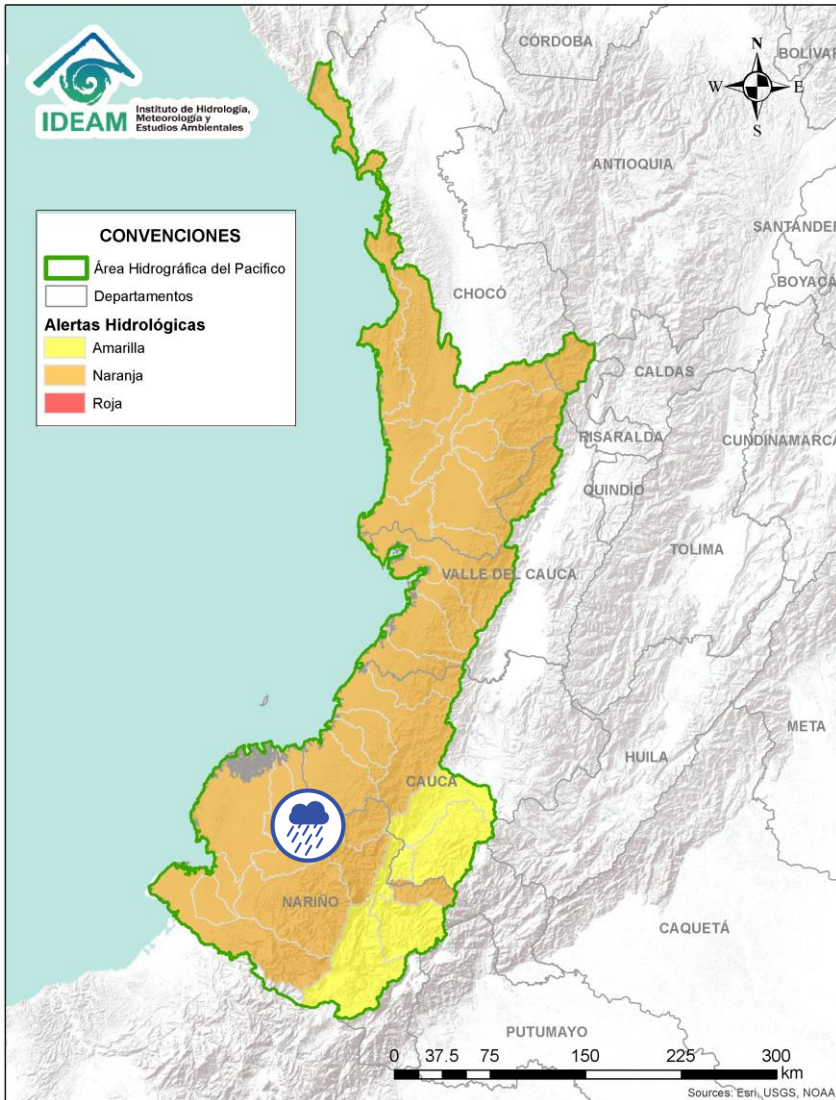 IDEAM
Instituto de Hidrología,
Meteorología y
Estudios Ambientales
CONVENCIONES
Área Hidrográfica del Pacifico
Departamentos
Alertas Hidrológicas
Amarilla
Naranja
Roja
N
W E
S
CÓRDOBA
BOLÍVAR
ANTIOQUIA
SANTANDER
BOYACÁ
CHOCÓ
CALDAS
RISARALDA
CUNDINAMARCA
QUINDÍO
TOLIMA
VALLE DEL CAUCA
META
HUILA
CAUCA
NARIÑO
CAQUETÁ
PUTUMAYO
0 37.5 75 150 225 300
km
Sources: Esri, USGS, NOAA